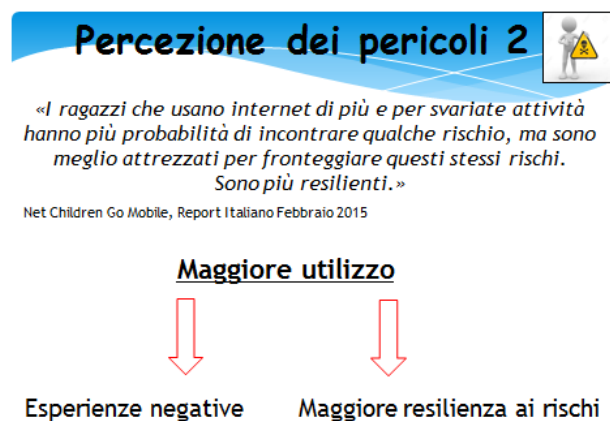 Percezione dei pericoli 2
«I ragazzi che usano internet di più e per svariate attività
hanno più probabilità di incontrare qualche rischio, ma sono
meglio attrezzati per fronteggiare questi stessi rischi.
Sono più resilienti.»
Net Children Go Mobile, Report Italiano Febbraio 2015
Maggiore utilizzo
Esperienze negative Maggiore resilienza ai rischi